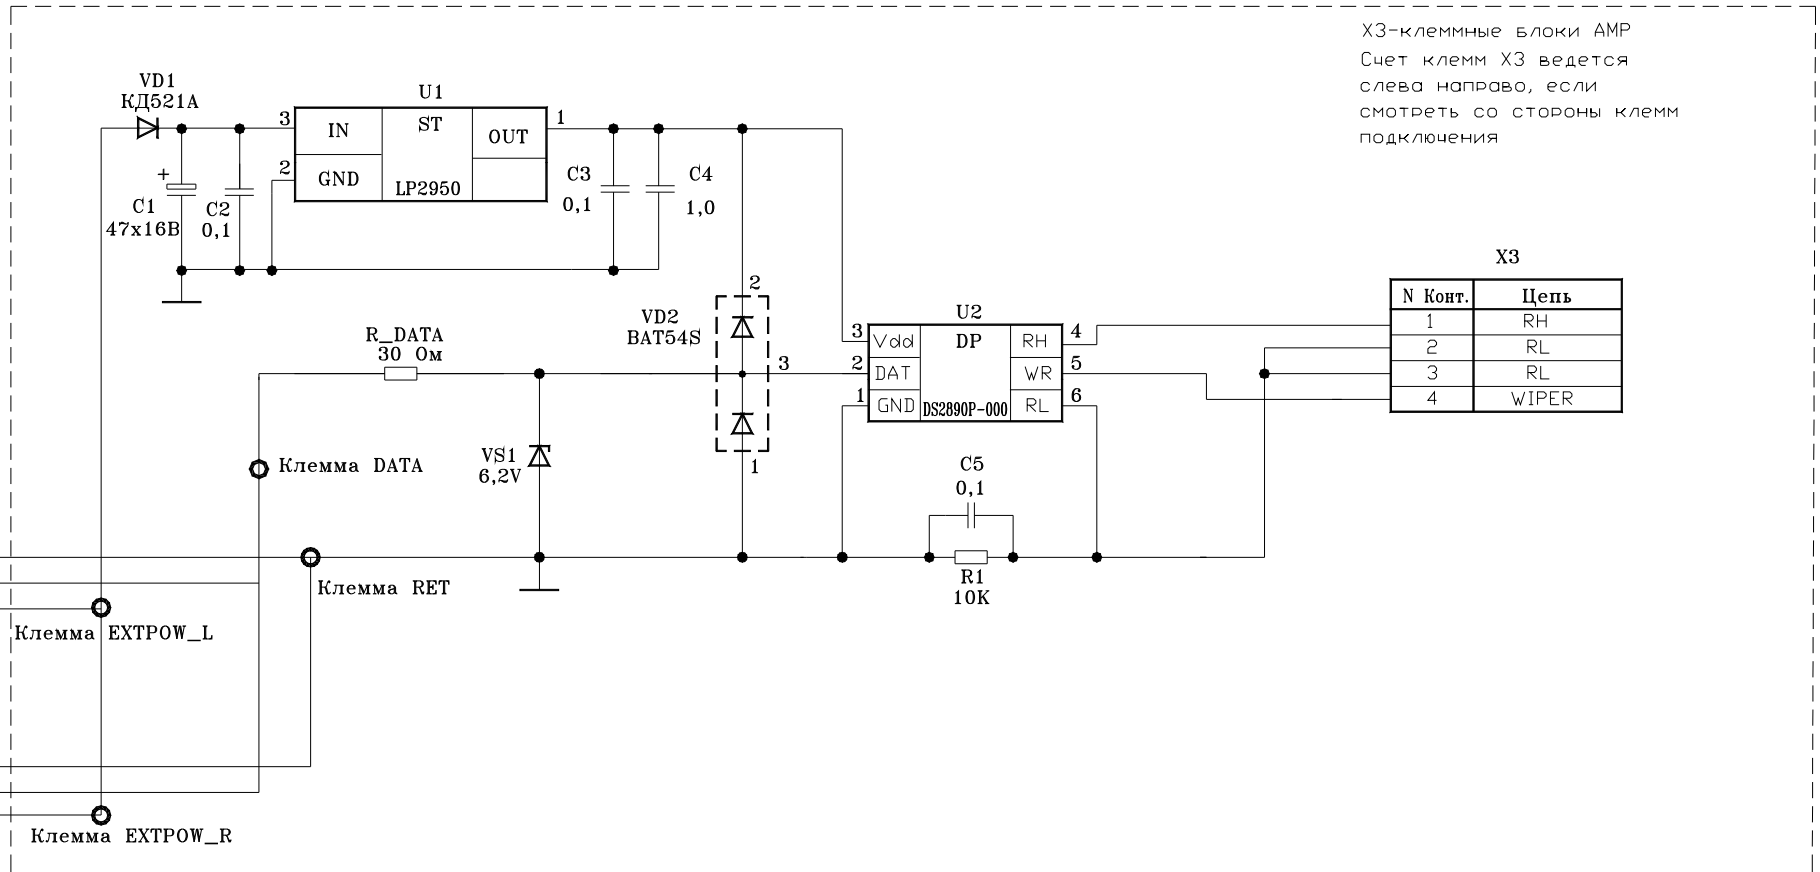 X3-клеммные блоки AMP
Счет клемм X3 ведется
слева направо, если
смотреть со стороны клемм
подключения
VD1
КД521А
U1
3
IN
ST
OUT
1
2
GND
LP2950
+
C1
47x16В
C2
0,1
C3
0,1
C4
1,0
X3
N Конт.
Цепь
1
RH
2
RL
3
RL
4
WIPER
2
VD2
BAT54S
3
1
R_DATA
30 Ом
U2
3
Vdd
DP
RH
4
2
DAT
WR
5
1
GND
DS2890P-000
RL
6
VS1
6,2V
Клемма DATA
C5
0,1
R1
10K
Клемма RET
Клемма EXTPOW_L
Клемма EXTPOW_R